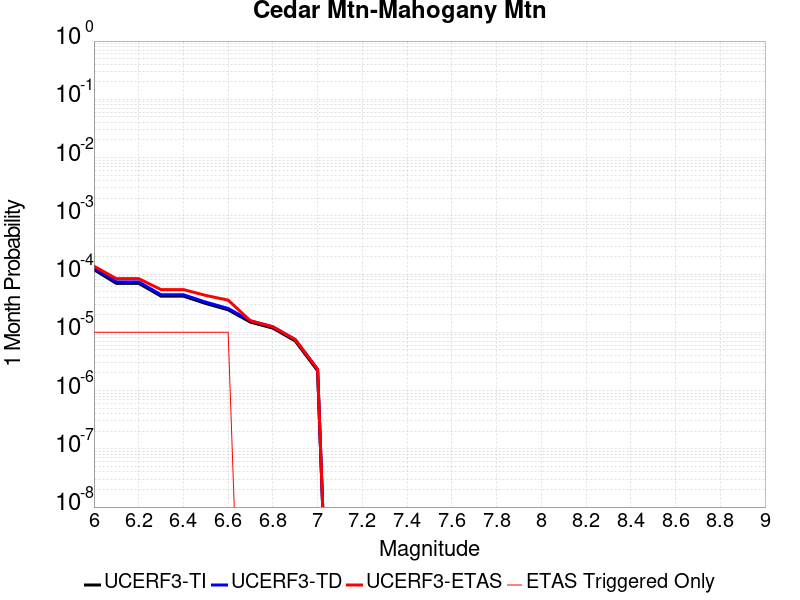 Cedar Mtn-Mahogany Mtn
10^0
10^-1
10^-2
10^-3
10^-4
10^-5
10^-6
10^-7
10^-8
1 Month Probability
6 6.2 6.4 6.6 6.8 7 7.2 7.4 7.6 7.8 8 8.2 8.4 8.6 8.8 9
Magnitude
UCERF3-TI UCERF3-TD UCERF3-ETAS ETAS Triggered Only